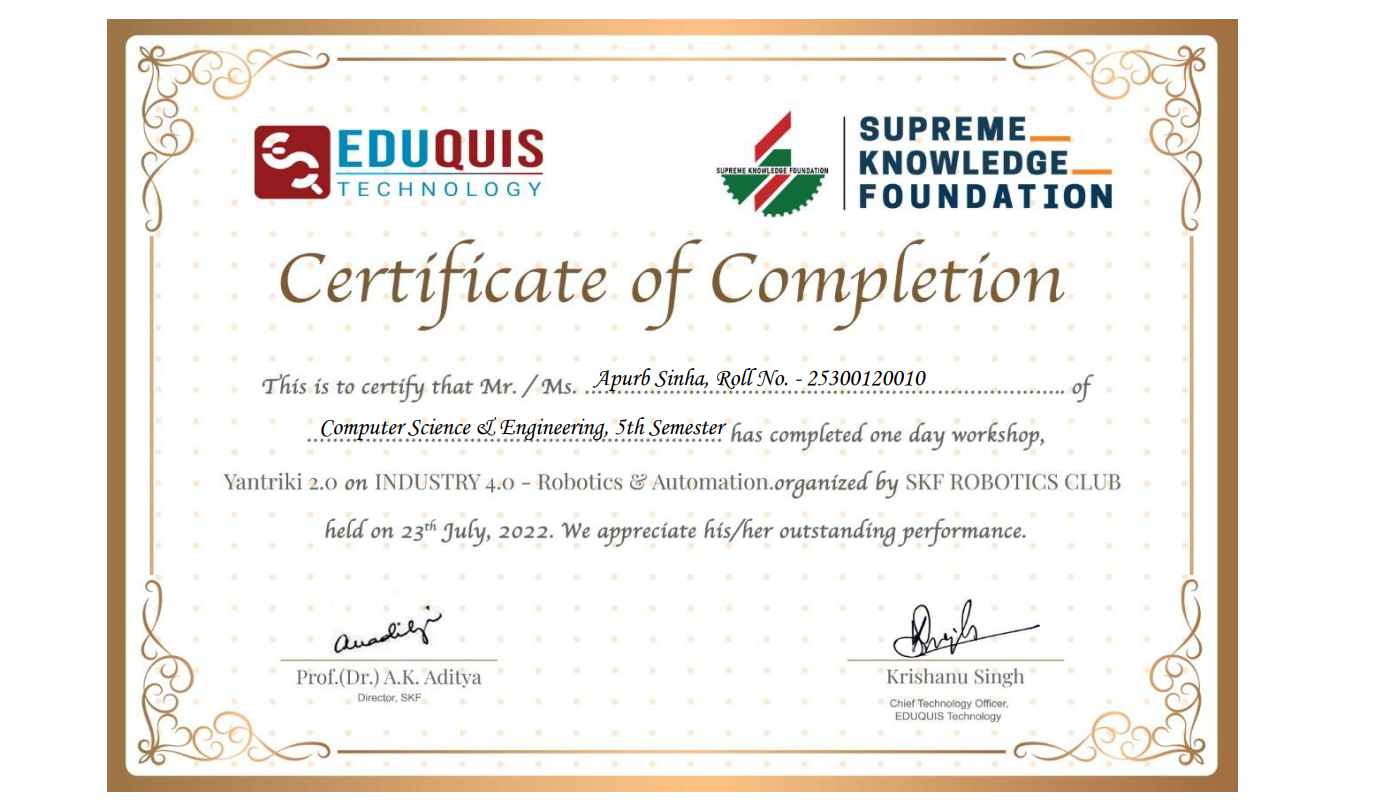 EDUQUIS
TECHNOLOGY
SUPREME KNOWLEDGE FOUNDATION
SUPREME
KNOWLEDGE
FOUNDATION
Certificate of Completion
This is to certify that Mr. / Ms. Apurb Sinha, Roll No. - 25300120010 of
Computer Science & Engineering, 5th Semester has completed one day workshop,
Yantriki 2.0 on INDUSTRY 4.0 - Robotics & Automation.organized by SKF ROBOTICS CLUB
held on 23th July, 2022. We appreciate his/her outstanding performance.
Prof.(Dr.) A.K. Aditya
Director, SKF
Krishanu Singh
Chief Technology Officer,
EDUQUIS Technology